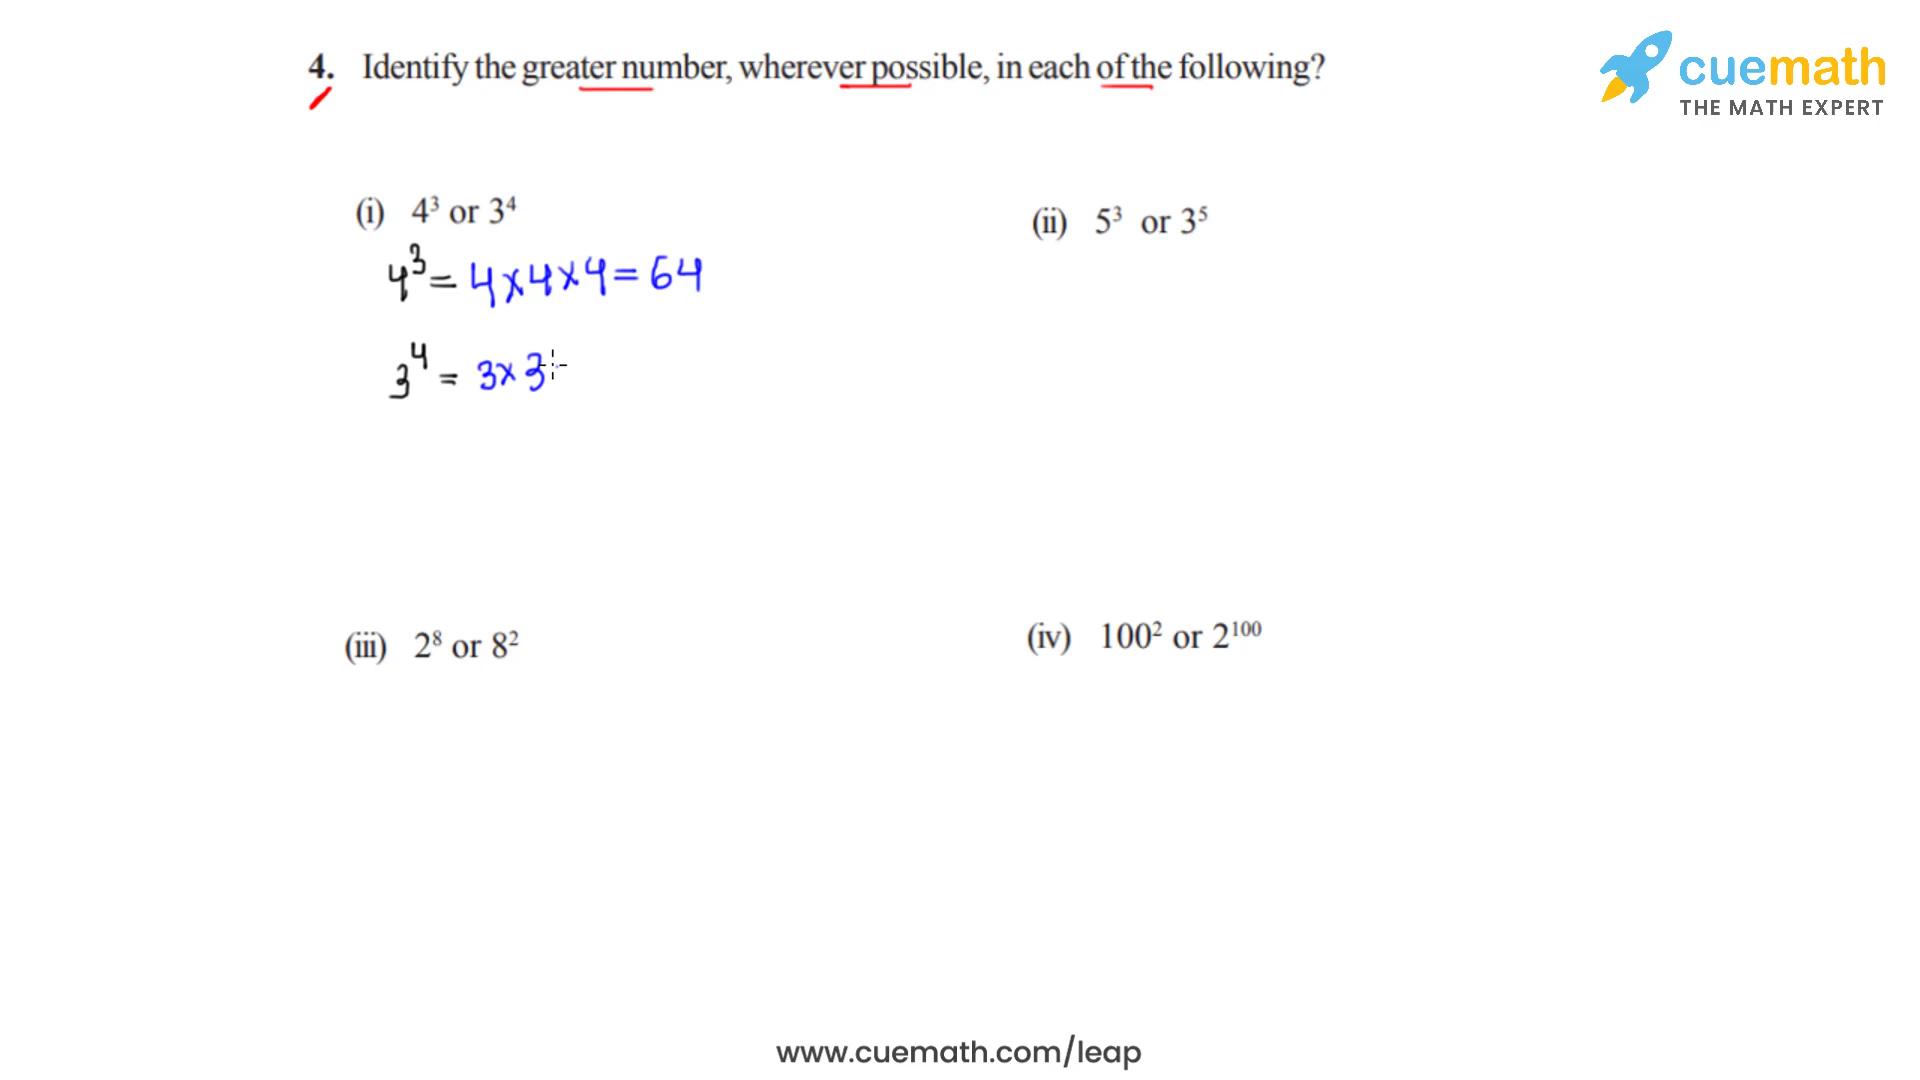 4. Identify the greater number, wherever possible, in each of the following?
cuemath
THE MATH EXPERT
(i) 4³ or 3⁴
(ii) 5³ or 3⁵
4³ = 4 × 4 × 4 = 64
3⁴ = 3 × 3
(iii) 2⁸ or 8²
(iv) 100² or 2¹⁰⁰
www.cuemath.com/leap